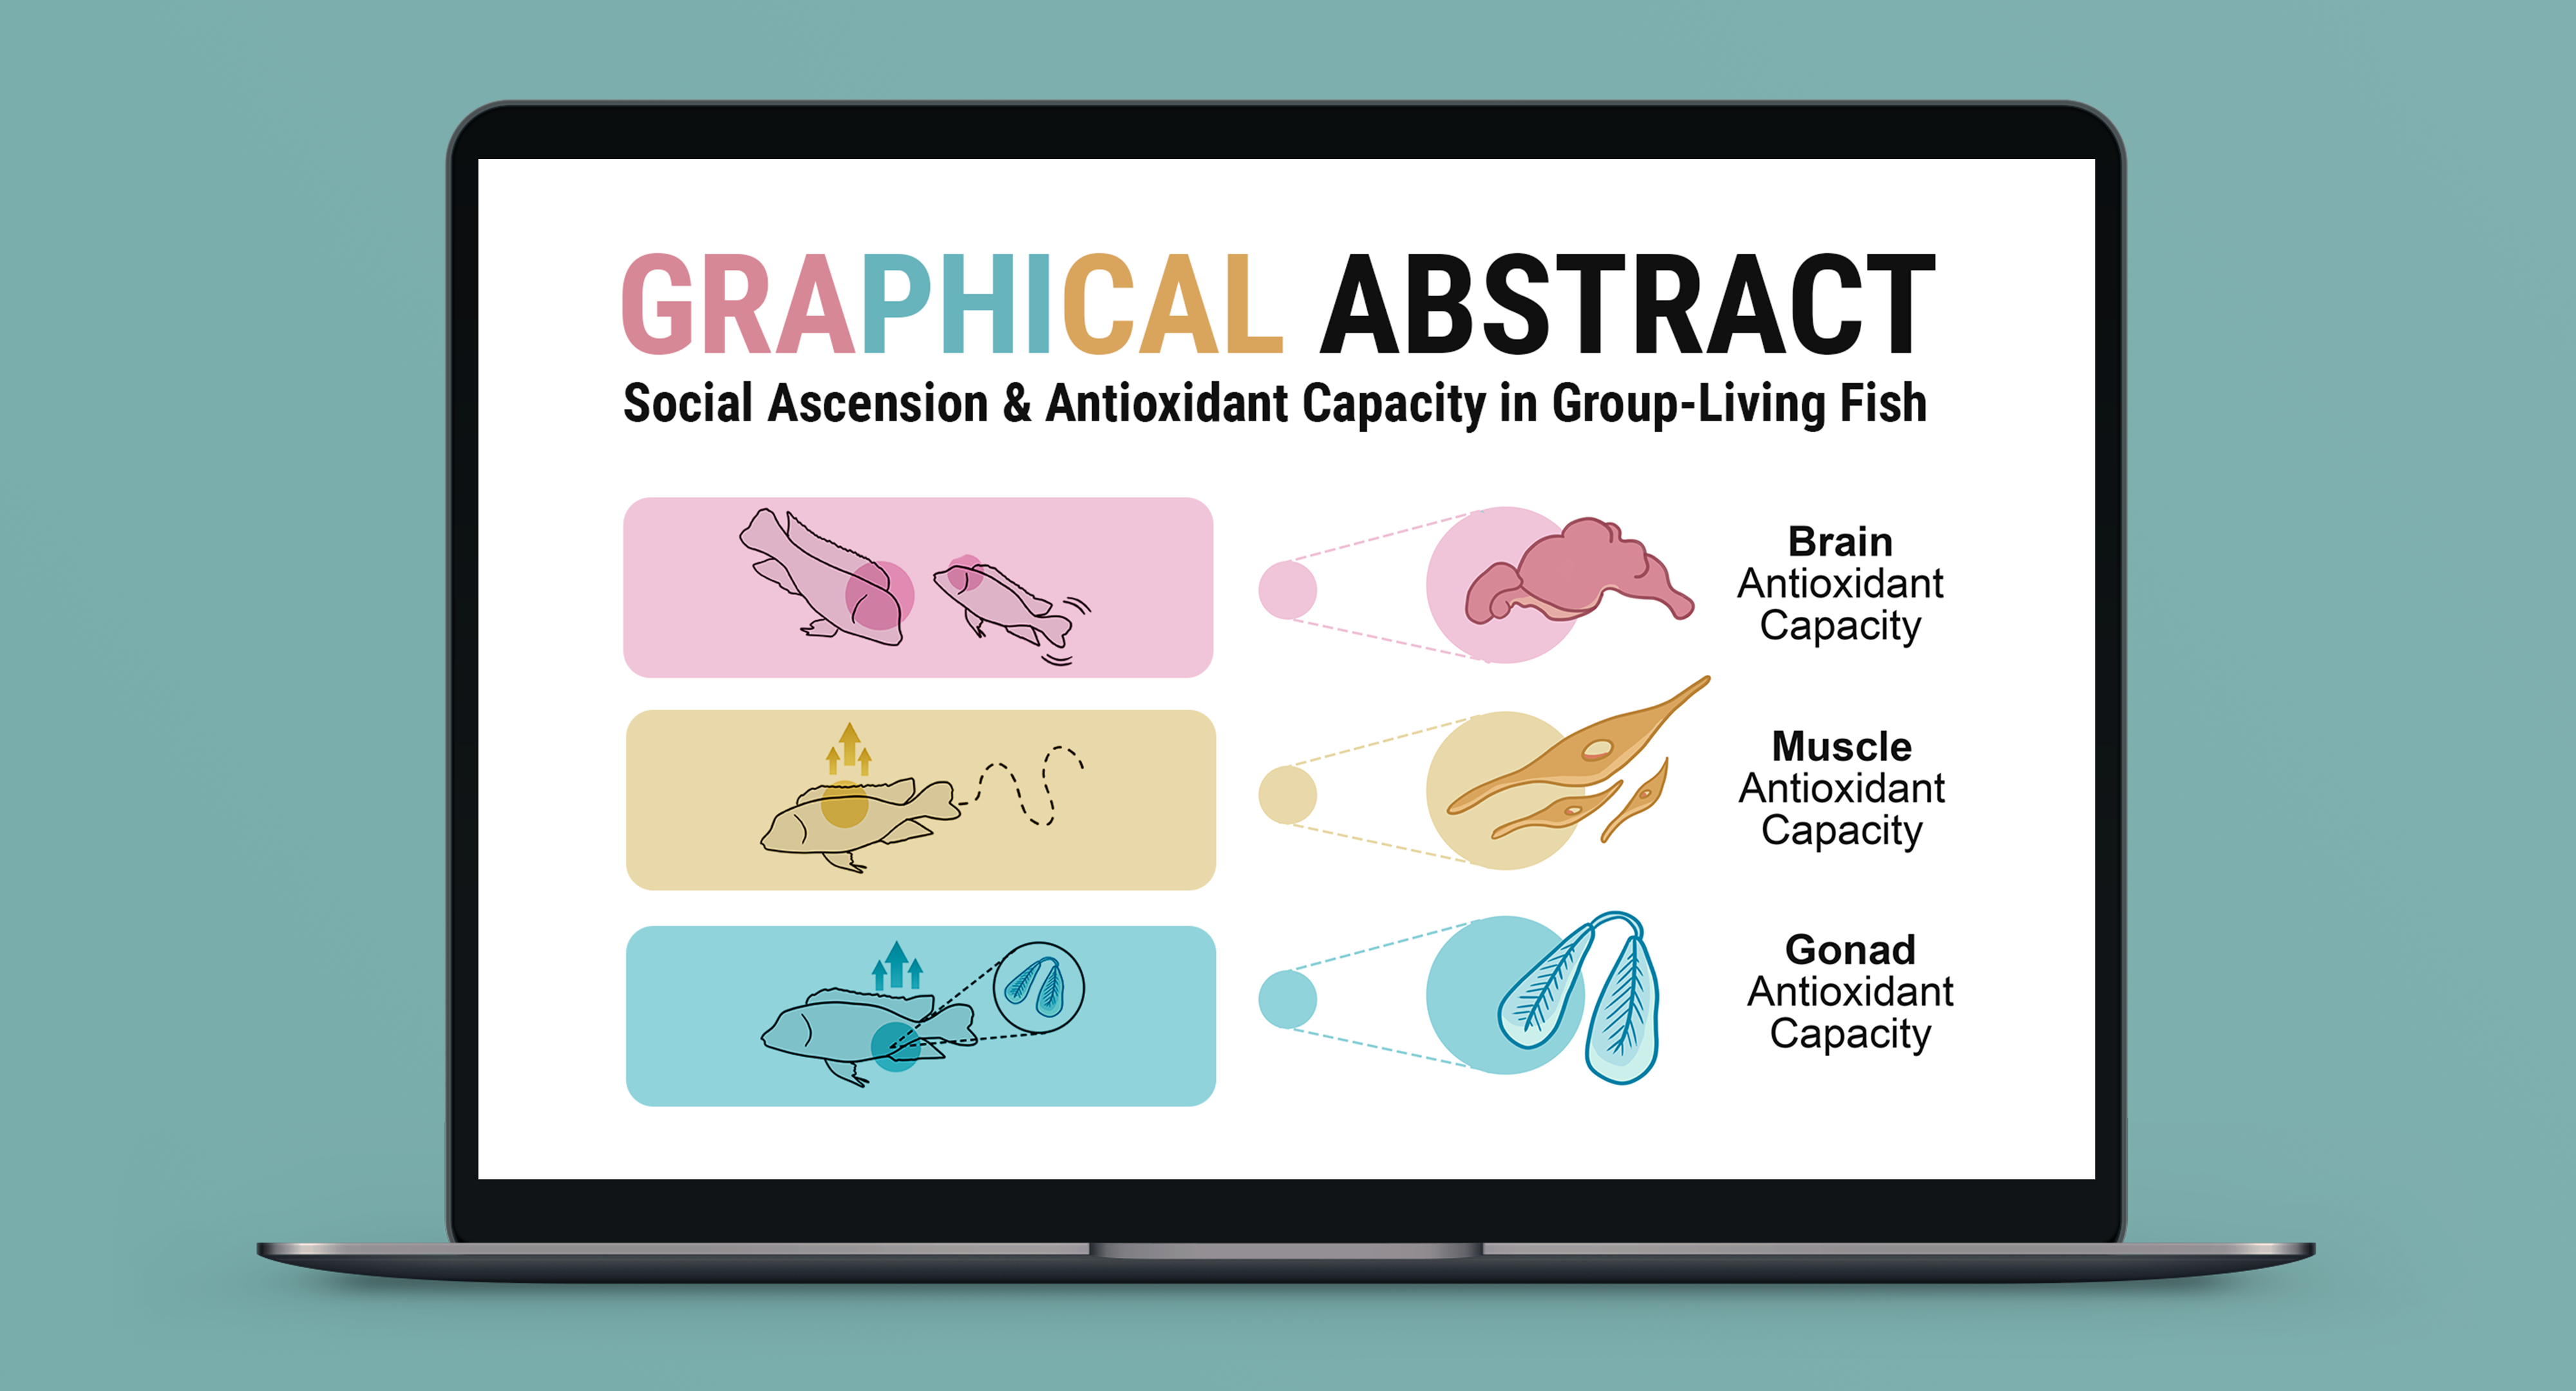 GRAPHICAL ABSTRACT
Social Ascension & Antioxidant Capacity in Group-Living Fish
Brain
Antioxidant
Capacity
Muscle
Antioxidant
Capacity
Gonad
Antioxidant
Capacity